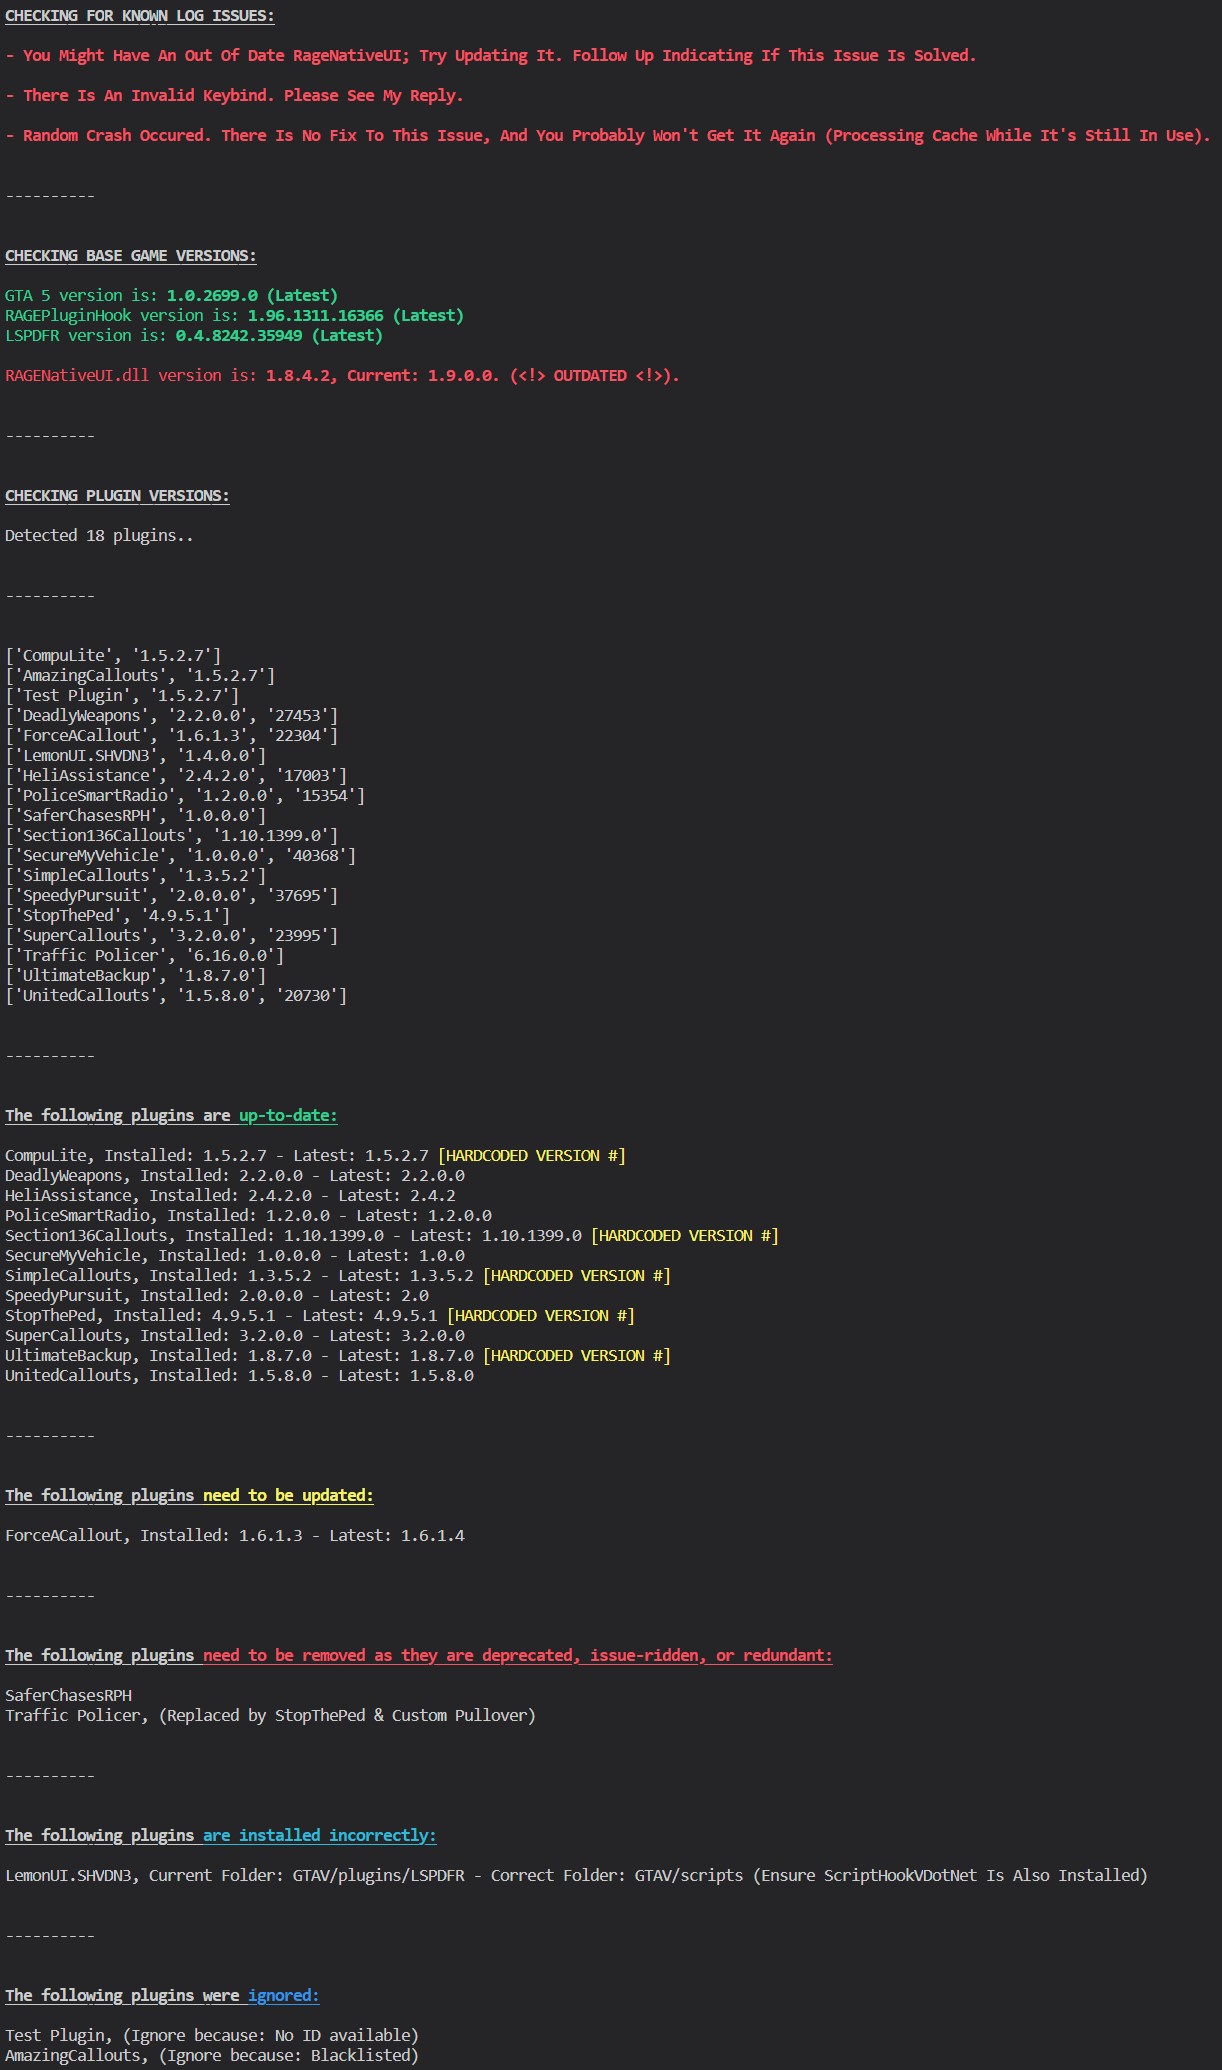 CHECKING FOR KNOWN LOG ISSUES:
- You Might Have An Out Of Date RageNativeUI; Try Updating It. Follow Up Indicating If This Issue Is Solved.
- There Is An Invalid Keybind. Please See My Reply.
- Random Crash Occured. There Is No Fix To This Issue, And You Probably Won't Get It Again (Processing Cache While It's Still In Use).
----------
CHECKING BASE GAME VERSIONS:
GTA 5 version is: 1.0.2699.0 (Latest)
RAGEPluginHook version is: 1.96.1311.16366 (Latest)
LSPDFR version is: 0.4.8242.35949 (Latest)
RAGENativeUI.dll version is: 1.8.4.2, Current: 1.9.0.0. (<!> OUTDATED <!>).
----------
CHECKING PLUGIN VERSIONS:
Detected 18 plugins..
----------
['CompuLite', '1.5.2.7']
['AmazingCallouts', '1.5.2.7']
['Test Plugin', '1.5.2.7']
['DeadlyWeapons', '2.2.0.0', '27453']
['ForceACallout', '1.6.1.3', '22304']
['LemonUI.SHVDN3', '1.4.0.0']
['HeliAssistance', '2.4.2.0', '17003']
['PoliceSmartRadio', '1.2.0.0', '15354']
['SaferChasesRPH', '1.0.0.0']
['Section136Callouts', '1.10.1399.0']
['SecureMyVehicle', '1.0.0.0', '40368']
['SimpleCallouts', '1.3.5.2']
['SpeedyPursuit', '2.0.0.0', '37695']
['StopThePed', '4.9.5.1']
['SuperCallouts', '3.2.0.0', '23995']
['Traffic Policer', '6.16.0.0']
['UltimateBackup', '1.8.7.0']
['UnitedCallouts', '1.5.8.0', '20730']
----------
The following plugins are up-to-date:
CompuLite, Installed: 1.5.2.7 - Latest: 1.5.2.7 [HARDCODED VERSION #]
DeadlyWeapons, Installed: 2.2.0.0 - Latest: 2.2.0.0
HeliAssistance, Installed: 2.4.2.0 - Latest: 2.4.2
PoliceSmartRadio, Installed: 1.2.0.0 - Latest: 1.2.0.0
Section136Callouts, Installed: 1.10.1399.0 - Latest: 1.10.1399.0 [HARDCODED VERSION #]
SecureMyVehicle, Installed: 1.0.0.0 - Latest: 1.0.0
SimpleCallouts, Installed: 1.3.5.2 - Latest: 1.3.5.2 [HARDCODED VERSION #]
SpeedyPursuit, Installed: 2.0.0.0 - Latest: 2.0
StopThePed, Installed: 4.9.5.1 - Latest: 4.9.5.1 [HARDCODED VERSION #]
SuperCallouts, Installed: 3.2.0.0 - Latest: 3.2.0.0
UltimateBackup, Installed: 1.8.7.0 - Latest: 1.8.7.0 [HARDCODED VERSION #]
UnitedCallouts, Installed: 1.5.8.0 - Latest: 1.5.8.0
----------
The following plugins need to be updated:
ForceACallout, Installed: 1.6.1.3 - Latest: 1.6.1.4
----------
The following plugins need to be removed as they are deprecated, issue-ridden, or redundant:
SaferChasesRPH
Traffic Policer, (Replaced by StopThePed & Custom Pullover)
----------
The following plugins are installed incorrectly:
LemonUI.SHVDN3, Current Folder: GTAV/plugins/LSPDFR - Correct Folder: GTAV/scripts (Ensure ScriptHookVDotNet Is Also Installed)
----------
The following plugins were ignored:
Test Plugin, (Ignore because: No ID available)
AmazingCallouts, (Ignore because: Blacklisted)